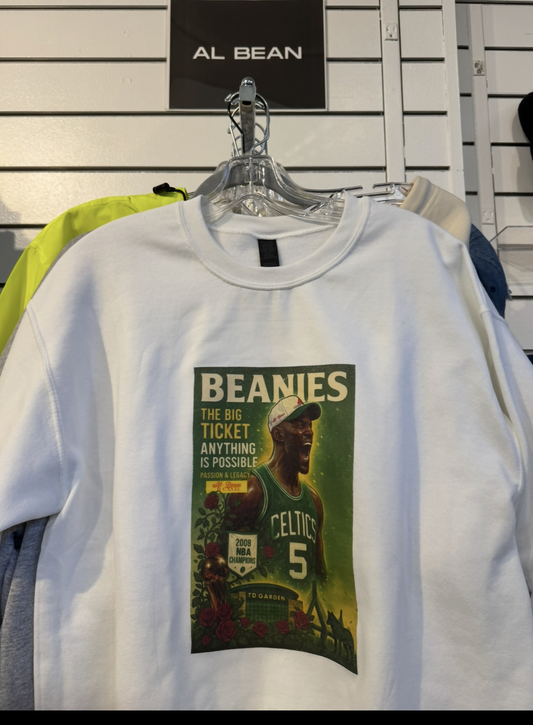 AL BEAN
BEANIES
THE BIG
TICKET
ANYTHING
IS POSSIBLE
PASSION & LEGACY
CELTICS
5
2008
NBA
CHAMPIONS
TD GARDEN